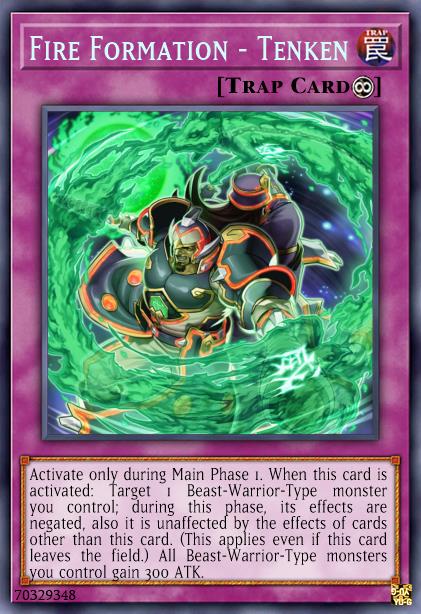 FIRE FORMATION - TENKEN
TRAP
罠
[TRAP CARD]
Activate only during Main Phase 1. When this card is
activated: Target 1 Beast-Warrior-Type monster
you control; during this phase, its effects are
negated, also it is unaffected by the effects of cards
other than this card. (This applies even if this card
leaves the field.) All Beast-Warrior-Type monsters
you control gain 300 ATK.
70329348